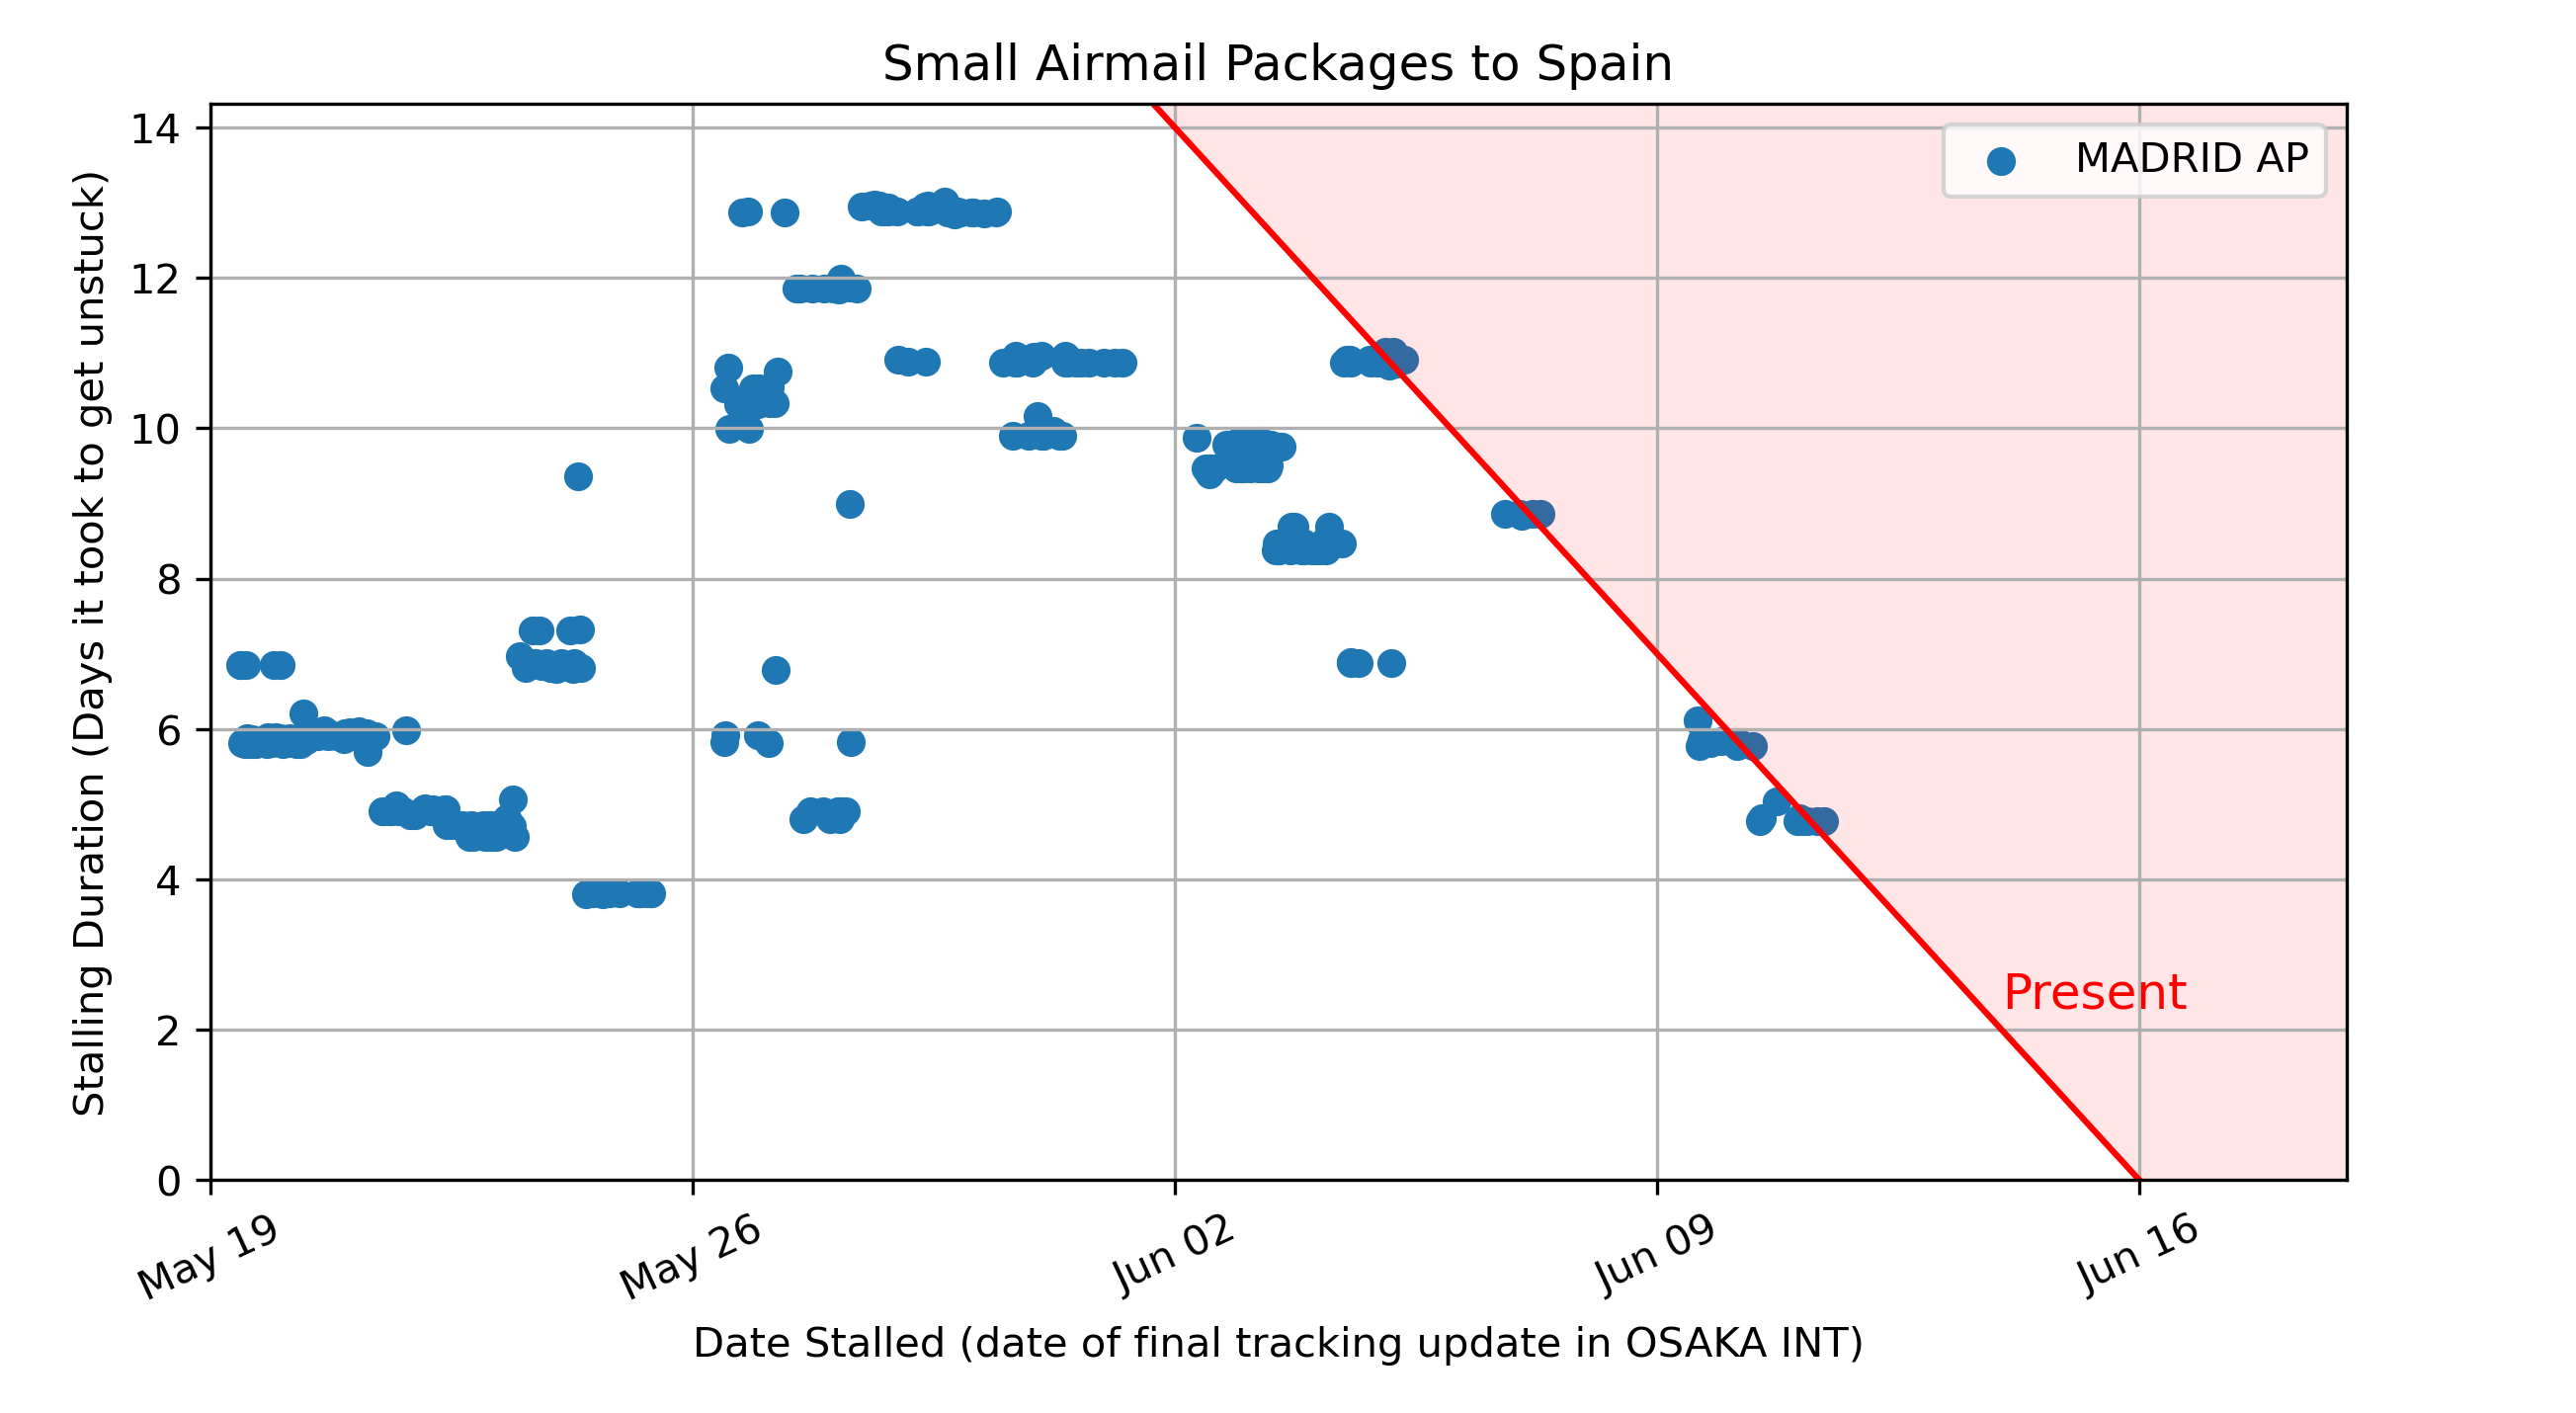 Small Airmail Packages to Spain
Stalling Duration (Days it took to get unstuck)
14
12
10
8
6
4
2
0
MADRID AP
Present
May 19
May 26
Jun 02
Jun 09
Jun 16
Date Stalled (date of final tracking update in OSAKA INT)